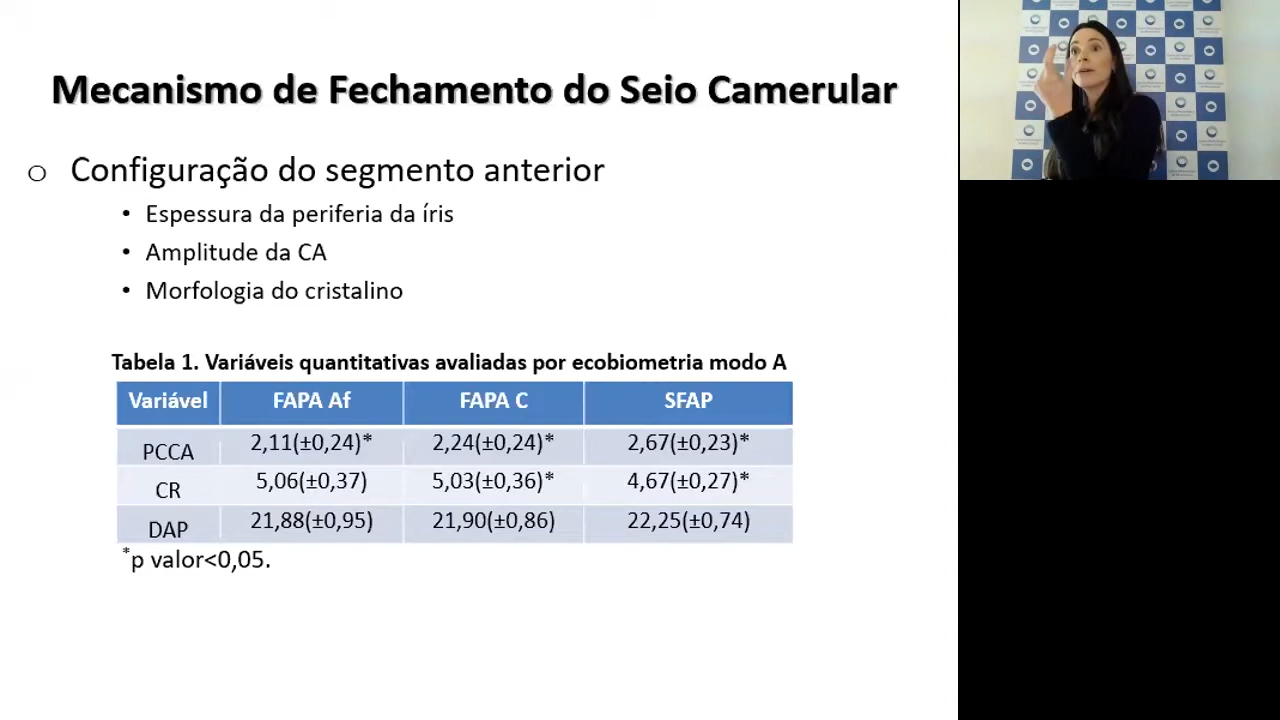 Mecanismo de Fechamento do Seio Camerular
o Configuração do segmento anterior
• Espessura da periferia da íris
• Amplitude da CA
• Morfologia do cristalino
Tabela 1. Variáveis quantitativas avaliadas por ecobiometria modo A
Variável FAPA Af FAPA C SFAP
PCCA 2,11(±0,24)* 2,24(±0,24)* 2,67(±0,23)*
CR 5,06(±0,37) 5,03(±0,36)* 4,67(±0,27)*
DAP 21,88(±0,95) 21,90(±0,86) 22,25(±0,74)
*p valor<0,05.